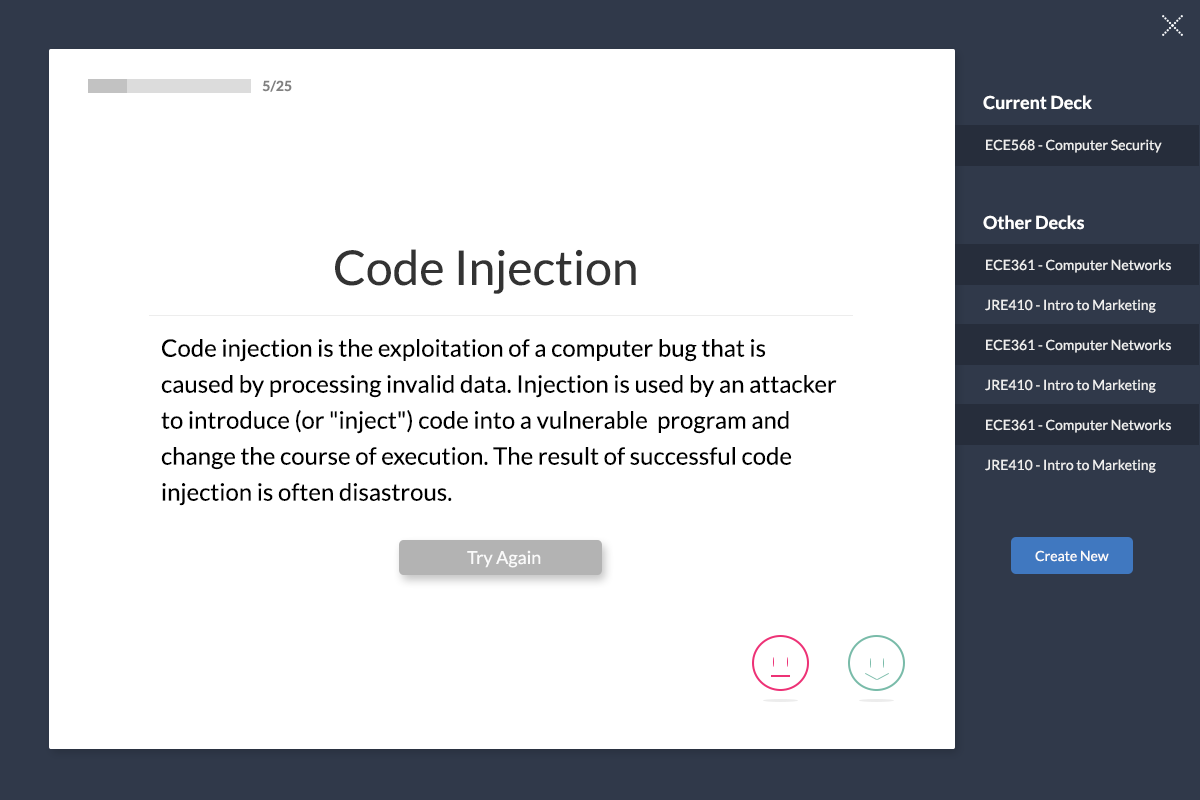 5/25
Code Injection
Code injection is the exploitation of a computer bug that is
caused by processing invalid data. Injection is used by an attacker
to introduce (or "inject") code into a vulnerable  program and
change the course of execution. The result of successful code
injection is often disastrous.
Try Again
Current Deck
ECE568 - Computer Security
Other Decks
ECE361 - Computer Networks
JRE410 - Intro to Marketing
ECE361 - Computer Networks
JRE410 - Intro to Marketing
ECE361 - Computer Networks
JRE410 - Intro to Marketing
Create New